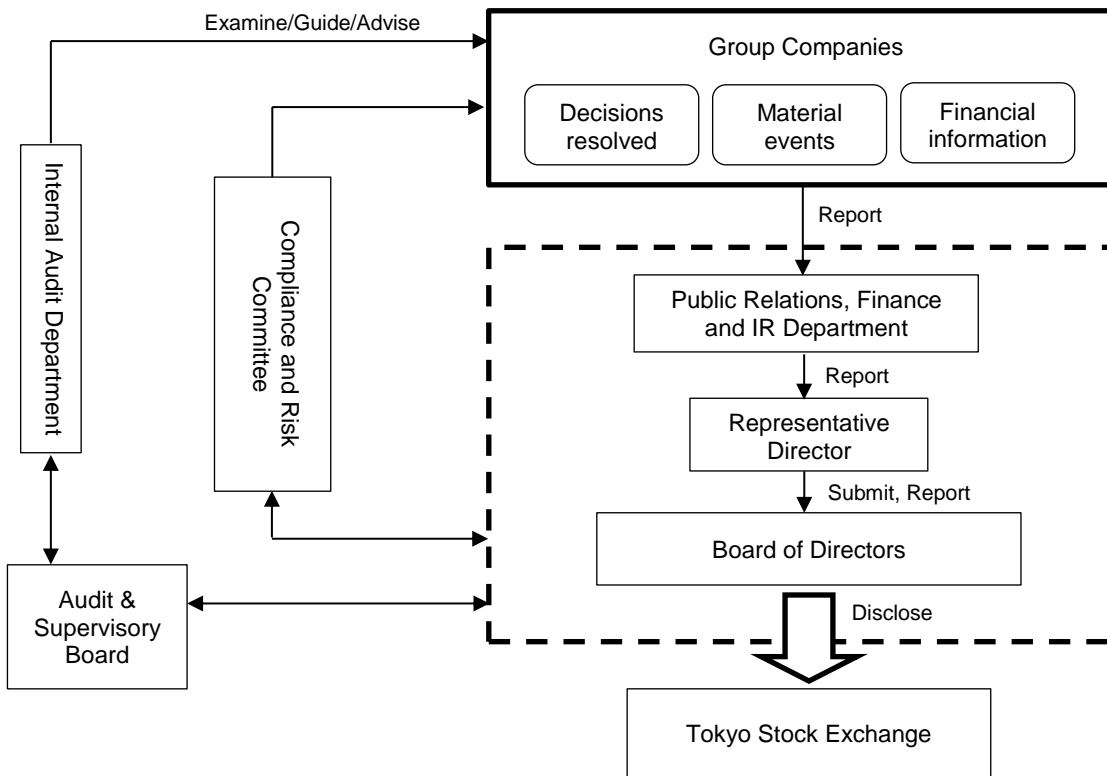 Examine/Guide/Advise
Group Companies
Decisions
resolved
Material
events
Financial
information
Internal Audit Department
Compliance and Risk
Committee
Report
Public Relations, Finance
and IR Department
Report
Representative
Director
Submit, Report
Board of Directors
Audit &
Supervisory
Board
Disclose
Tokyo Stock Exchange